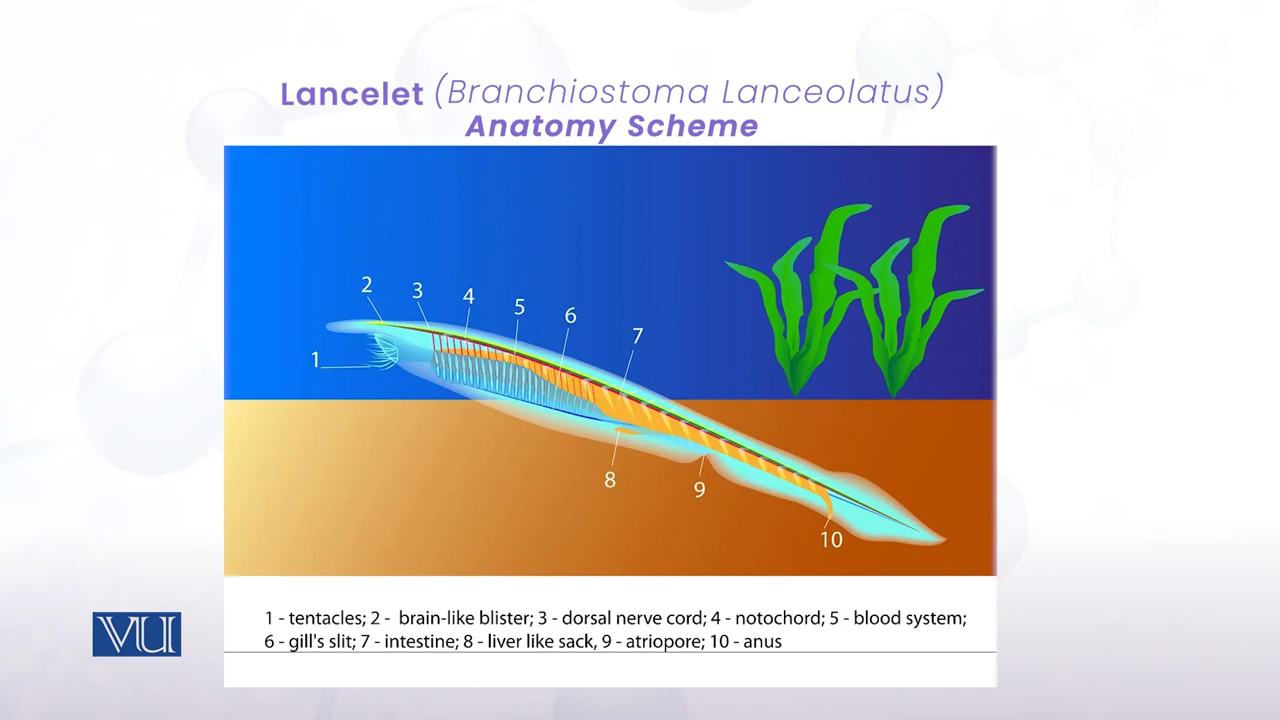 Lancelet (Branchiostoma Lanceolatus)
Anatomy Scheme
2
3
4
5
6
7
1
8
9
10
1 - tentacles; 2 -  brain-like blister; 3 - dorsal nerve cord; 4 - notochord; 5 - blood system;
6 - gill's slit; 7 - intestine; 8 - liver like sack, 9 - atriopore; 10 - anus
VU